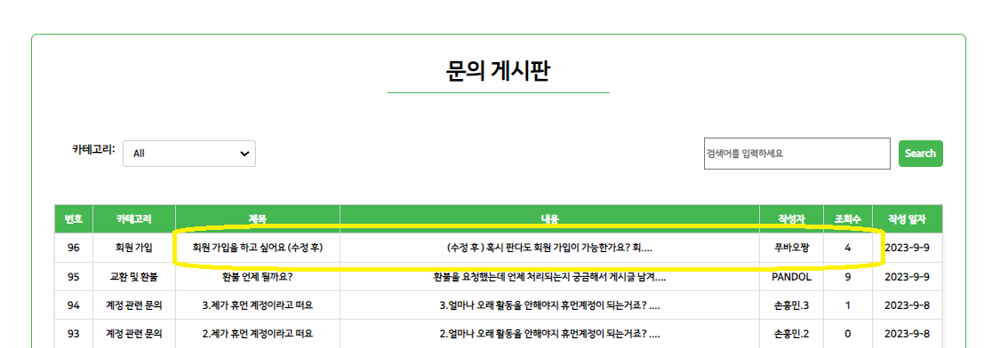 문의 게시판
카테고리: All 검색어를 입력하세요 Search
번호 카테고리 제목 내용 작성자 조회수 작성 일자
96 회원 가입 회원 가입을 하고 싶어요 (수정 후) (수정 후 ) 혹시 판다도 회원 가입이 가능한가요? 회.... 푸바오짱 4 2023-9-9
95 교환 및 환불 환불 언제 될까요? 환불을 요청했는데 언제 처리되는지 궁금해서 게시글 남겨.... PANDOL 9 2023-9-9
94 계정 관련 문의 3.제가 휴먼 계정이라고 떠요 3.얼마나 오래 활동을 안해야지 휴먼계정이 되는거죠? .... 손흥민.3 1 2023-9-8
93 계정 관련 문의 2.제가 휴먼 계정이라고 떠요 2.얼마나 오래 활동을 안해야지 휴먼계정이 되는거죠? .... 손흥민.2 0 2023-9-8